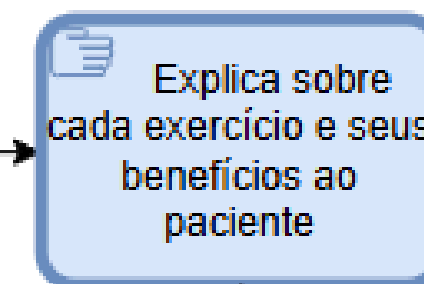 Explica sobre
cada exercício e seus
benefícios ao
paciente